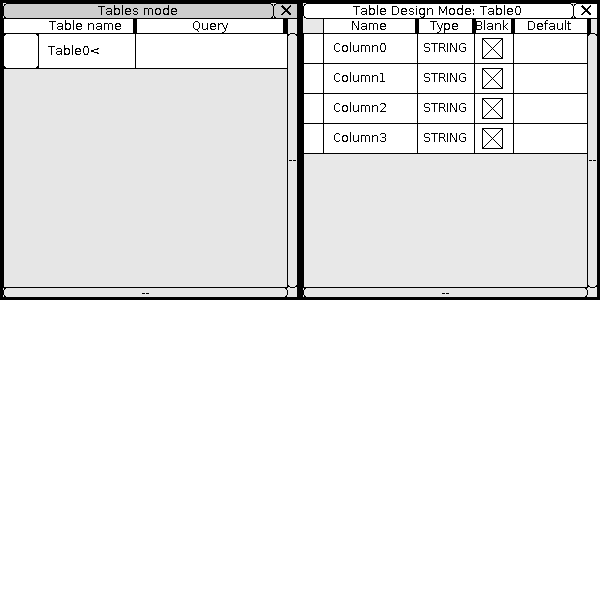 Tables mode
Table name Query
Table0<
--
--
Table Design Mode: Table0
Name Type Blank Default
Column0 STRING
Column1 STRING
Column2 STRING
Column3 STRING
--
--